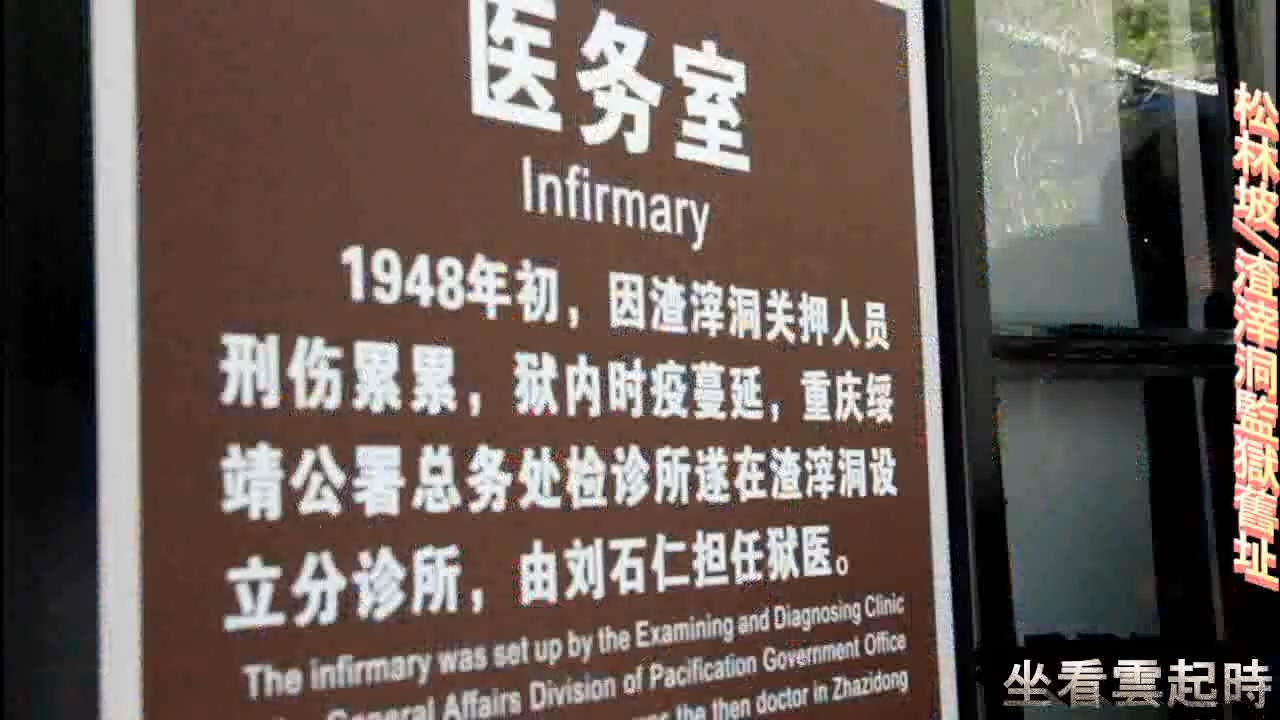 医务室
Infirmary
1948年初，因渣滓洞关押人员
刑伤累累，狱内时疫蔓延，重庆绥
靖公署总务处检诊所遂在渣滓洞设
立分诊所，由刘石仁担任狱医。
The infirmary was set up by the Examining and Diagnosing Clinic
General Affairs Division of Pacification Government Office
the then doctor in Zhazidong
松林坡/渣滓洞監獄舊址
坐看雲起時